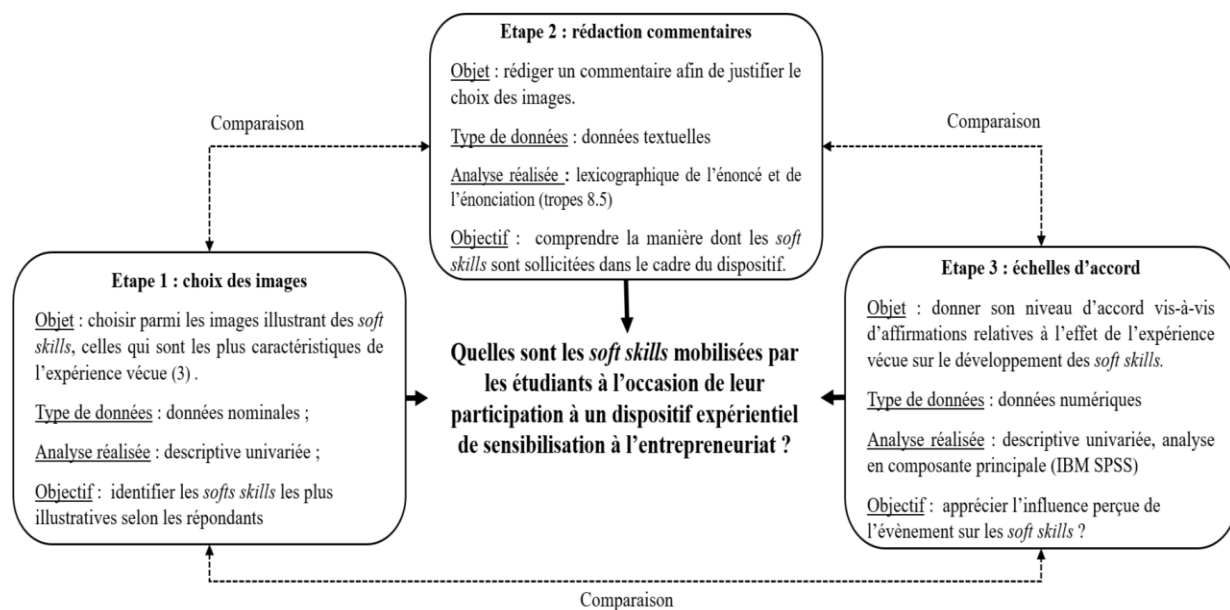 Etape 2 : rédaction commentaires
Objet : rédiger un commentaire afin de justifier le
choix des images.
Type de données : données textuelles
Analyse réalisée : lexicographique de l’énoncé et de
l’énonciation (tropes 8.5)
Objectif : comprendre la manière dont les soft
skills sont sollicitées dans le cadre du dispositif.
Comparaison
Comparaison
Etape 1 : choix des images
Objet : choisir parmi les images illustrant des soft
skills, celles qui sont les plus caractéristiques de
l’expérience vécue (3) .
Type de données : données nominales ;
Analyse réalisée : descriptive univariée ;
Objectif : identifier les softs skills les plus
illustratives selon les répondants
Quelles sont les soft skills mobilisées par
les étudiants à l’occasion de leur
participation à un dispositif expérientiel
de sensibilisation à l’entrepreneuriat ?
Etape 3 : échelles d’accord
Objet : donner son niveau d’accord vis-à-vis
d’affirmations relatives à l’effet de l’expérience
vécue sur le développement des soft skills.
Type de données : données numériques
Analyse réalisée : descriptive univariée, analyse
en composante principale (IBM SPSS)
Objectif : apprécier l’influence perçue de
l’évènement sur les soft skills ?
Comparaison